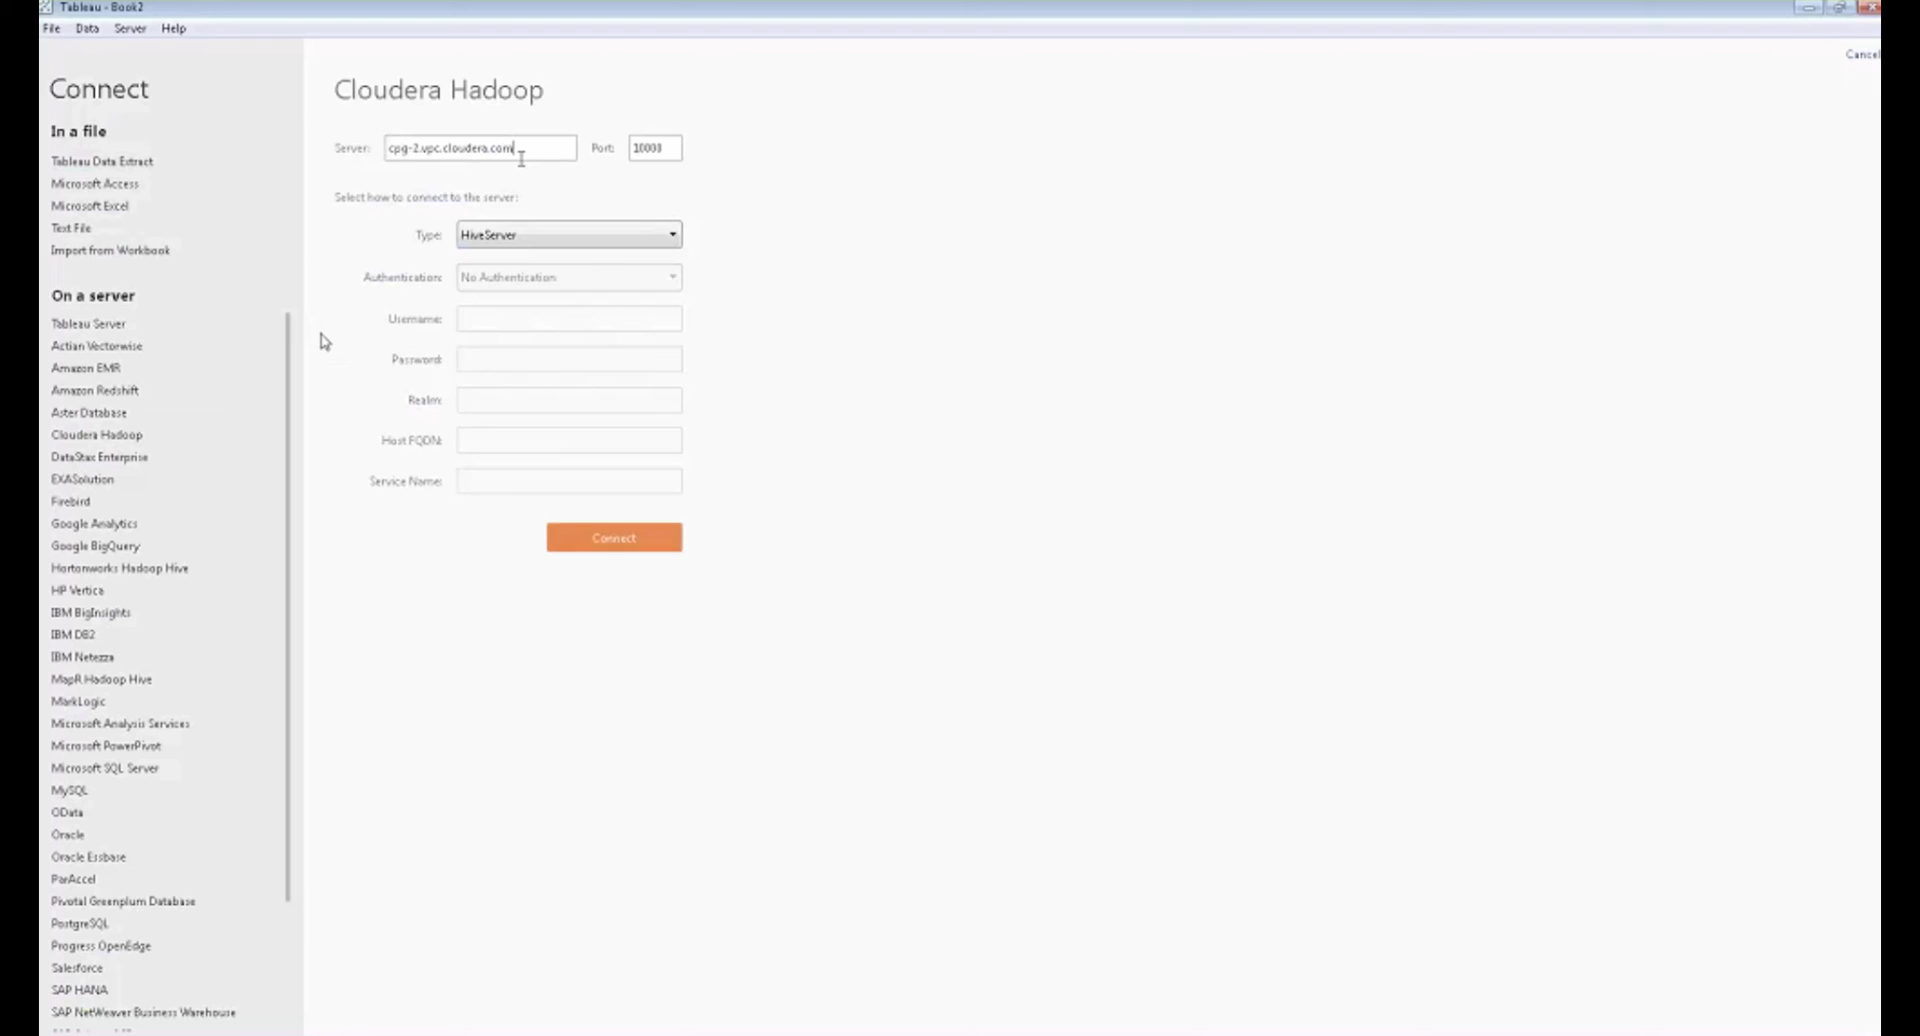 Tableau - Book2
File Data Server Help
Cancel
Connect
In a file
Tableau Data Extract
Microsoft Access
Microsoft Excel
Text File
Import from Workbook
On a server
Tableau Server
Actian Vectorwise
Amazon EMR
Amazon Redshift
Aster Database
Cloudera Hadoop
DataStax Enterprise
EXASolution
Firebird
Google Analytics
Google BigQuery
Hortonworks Hadoop Hive
HP Vertica
IBM BigInsights
IBM DB2
IBM Netezza
MapR Hadoop Hive
MarkLogic
Microsoft Analysis Services
Microsoft PowerPivot
Microsoft SQL Server
MySQL
OData
Oracle
Oracle Essbase
ParAccel
Pivotal Greenplum Database
PostgreSQL
Progress OpenEdge
Salesforce
SAP HANA
SAP NetWeaver Business Warehouse
Cloudera Hadoop
Server: cpg-2.vpc.cloudera.com Port:
Select how to connect to the server:
Type: HiveServer
Authentication: No Authentication
Username:
Password:
Realm:
Host FQDN:
Service Name:
Connect